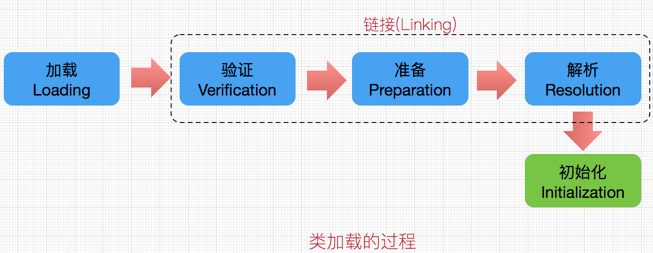 链接(Linking)
加载
Loading
验证
Verification
准备
Preparation
解析
Resolution
初始化
Initialization
类加载的过程